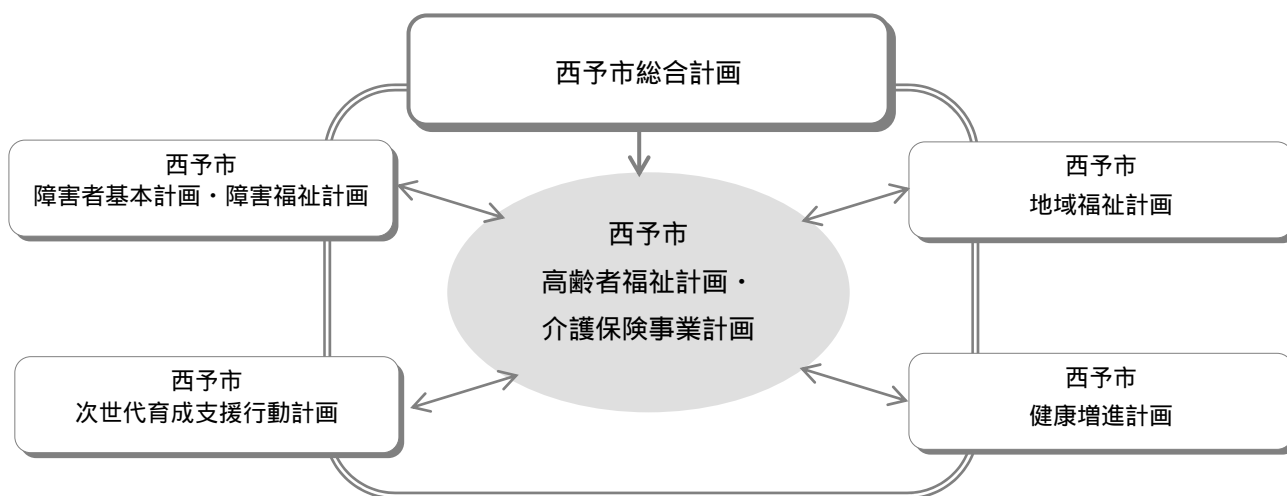 西予市総合計画
西予市
障害者基本計画・障害福祉計画
西予市
地域福祉計画
西予市
高齢者福祉計画・
介護保険事業計画
西予市
次世代育成支援行動計画
西予市
健康増進計画